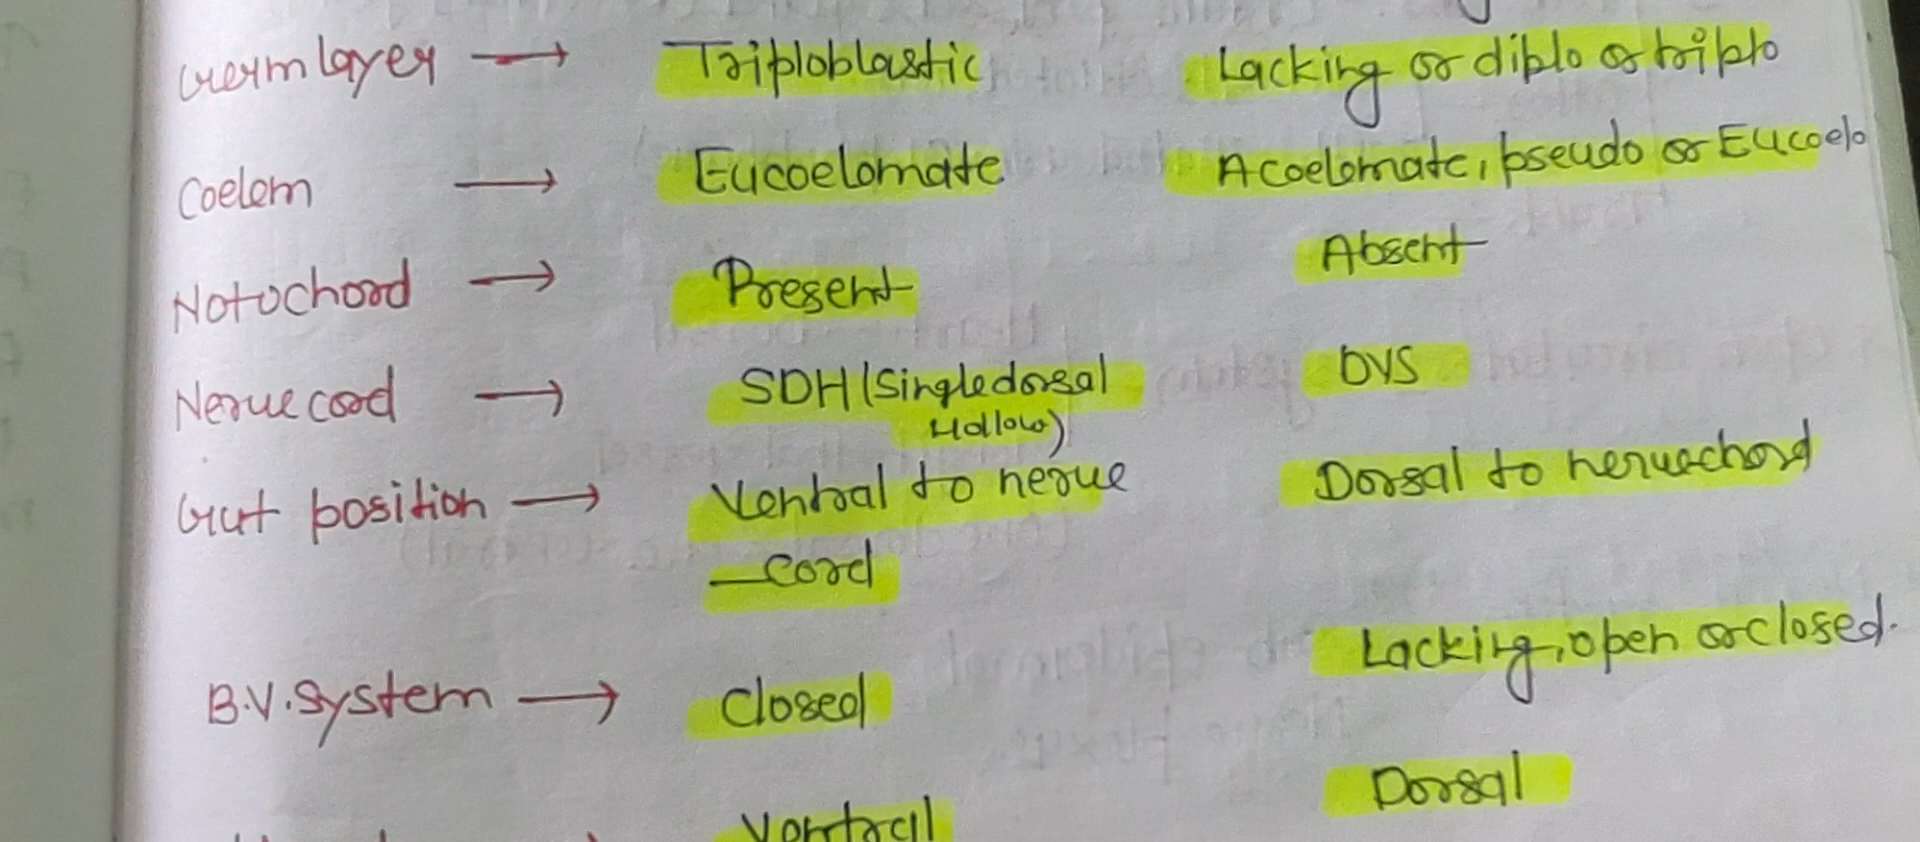 Germ layer → Triploblastic Lacking or diplo or triplo
Coelom → Eucoelomate Acoelomate, pseudo or Eucoelo
Notochord → Present Absent
Nerve cord → SDH (Single dorsal DVS
Hollow)
Gut position → Ventral to nerve Dorsal to nervechord
—cord
B.V. System → Closed Lacking, open or closed.
Ventral Dorsal